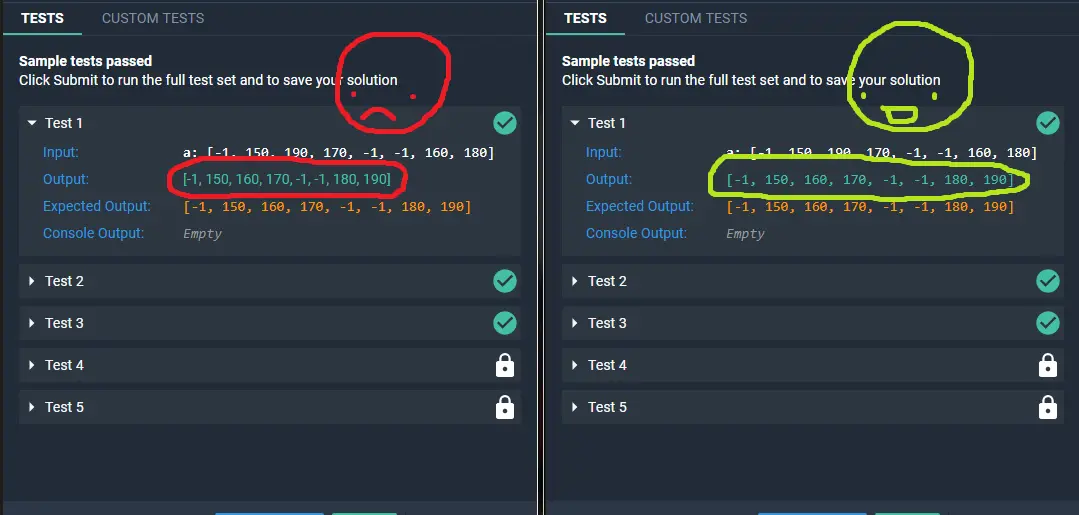 TESTS CUSTOM TESTS
Sample tests passed
Click Submit to run the full test set and to save your solution
Test 1
Input: a: [-1, 150, 190, 170, -1, -1, 160, 180]
Output: [-1, 150, 160, 170, -1, -1, 180, 190]
Expected Output: [-1, 150, 160, 170, -1, -1, 180, 190]
Console Output: Empty
Test 2
Test 3
Test 4
Test 5
TESTS CUSTOM TESTS
Sample tests passed
Click Submit to run the full test set and to save your solution
Test 1
Input: a: [-1, 150, 190, 170, -1, -1, 160, 180]
Output: [-1, 150, 160, 170, -1, -1, 180, 190]
Expected Output: [-1, 150, 160, 170, -1, -1, 180, 190]
Console Output: Empty
Test 2
Test 3
Test 4
Test 5